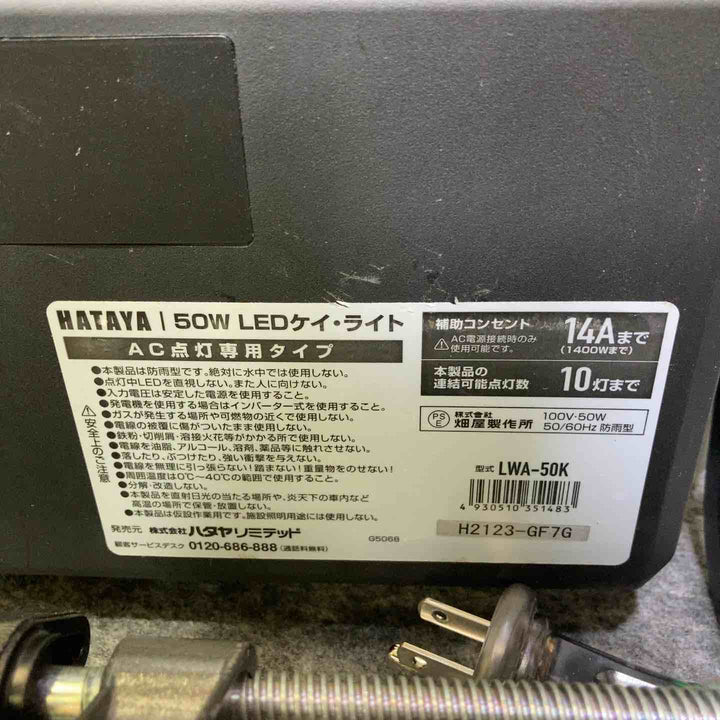 HATAYA | 50W LEDケイ・ライト
AC点灯専用タイプ
補助コンセント
⚠AC電源接続時のみ
使用可能です。
14Aまで
(1400Wまで)
本製品の
連結可能点灯数
10灯まで
⚠安全上のご注意
●本製品は防雨型です。絶対に水中では使用しない。
●点灯中LEDを直視しない。また人に向けない。
●入力電圧は安定した電源を使用すること。
●発電機を使用する場合はインバーター式を使用すること。
●ガスが発生する場所や可燃物の近くで使用しない。
●電線の被覆に傷がついたまま使用しない。
●鉄粉・切削屑・溶接火花等がかかる所で使用しない。
●電線を油脂、アルコール、溶剤、薬品等に触れさせない。
●落したり、ぶつけたり、強い衝撃を与えない。
●電線を無理に引っ張らない!踏まない!重量物をのせない!
●周囲温度は0℃〜40℃の範囲で使用すること。
●分解・改造しない。
●本製品を直射日光の当たる場所や、炎天下の車内など
高温の場所で保管・放置しない。
●本製品は仮設作業用です。施設照明用途には使用しない。
PSE
株式会社
畑屋製作所
100V・50W
50/60Hz 防雨型
型式 LWA-50K
4 930510 351483
H2123-GF7G
発売元 株式会社ハタヤリミテッド
G506B
顧客サービスデスク 0120-686-888 (通話料無料)